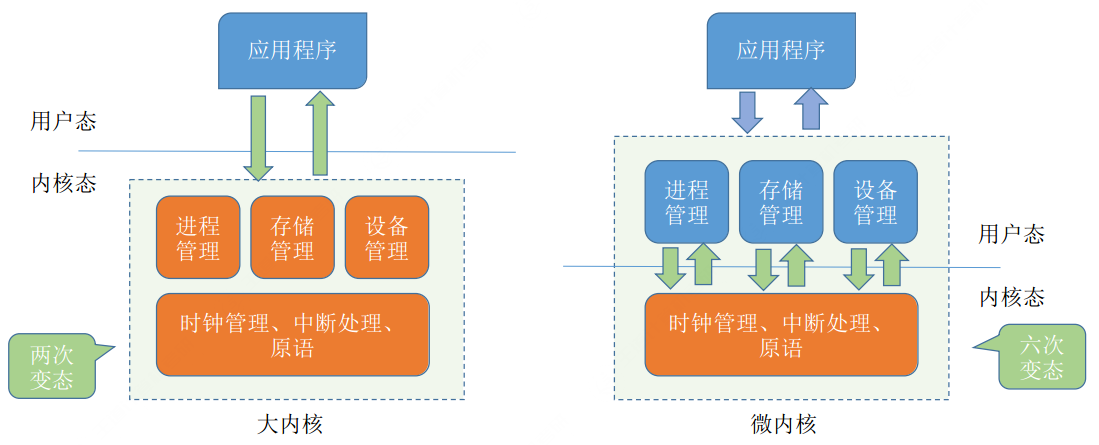 应用程序
用户态
内核态
进程
管理
存储
管理
设备
管理
时钟管理、中断处理、
原语
两次
变态
大内核
应用程序
进程
管理
存储
管理
设备
管理
用户态
内核态
时钟管理、中断处理、
原语
六次
变态
微内核